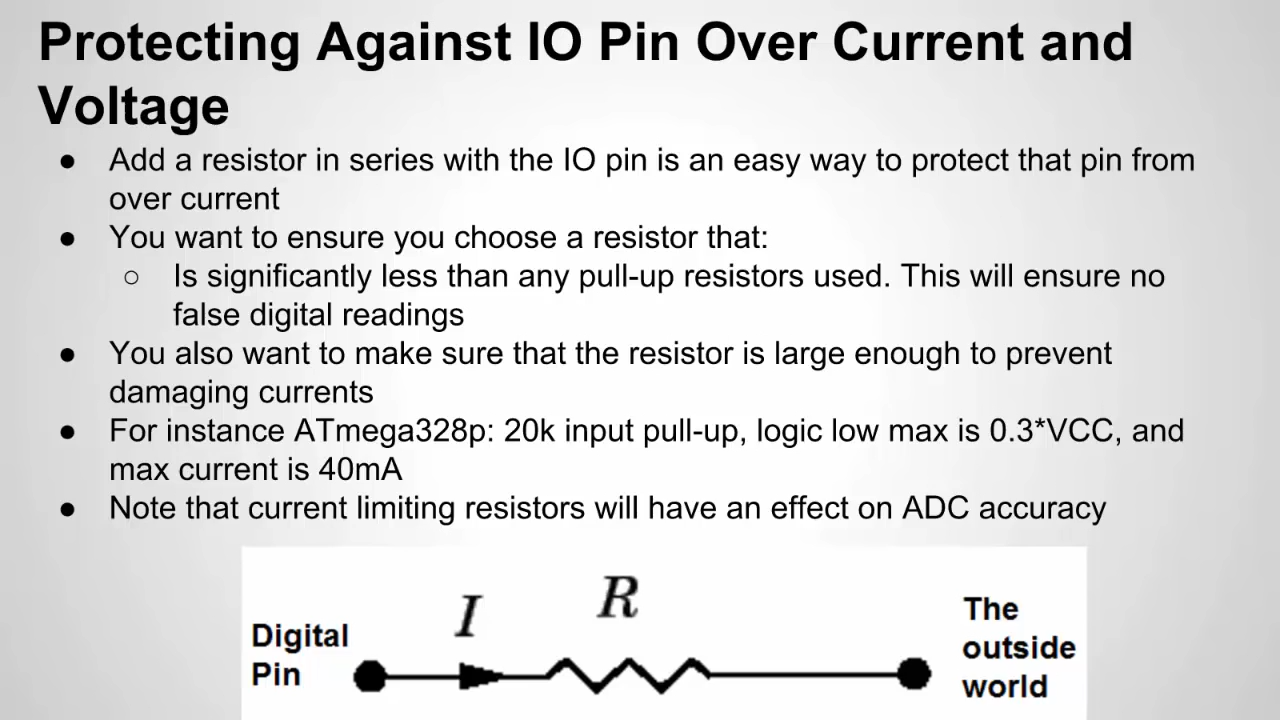 Protecting Against IO Pin Over Current and
Voltage
● Add a resistor in series with the IO pin is an easy way to protect that pin from
over current
● You want to ensure you choose a resistor that:
○ Is significantly less than any pull-up resistors used. This will ensure no
false digital readings
● You also want to make sure that the resistor is large enough to prevent
damaging currents
● For instance ATmega328p: 20k input pull-up, logic low max is 0.3*VCC, and
max current is 40mA
● Note that current limiting resistors will have an effect on ADC accuracy
Digital
Pin
I
R
The
outside
world